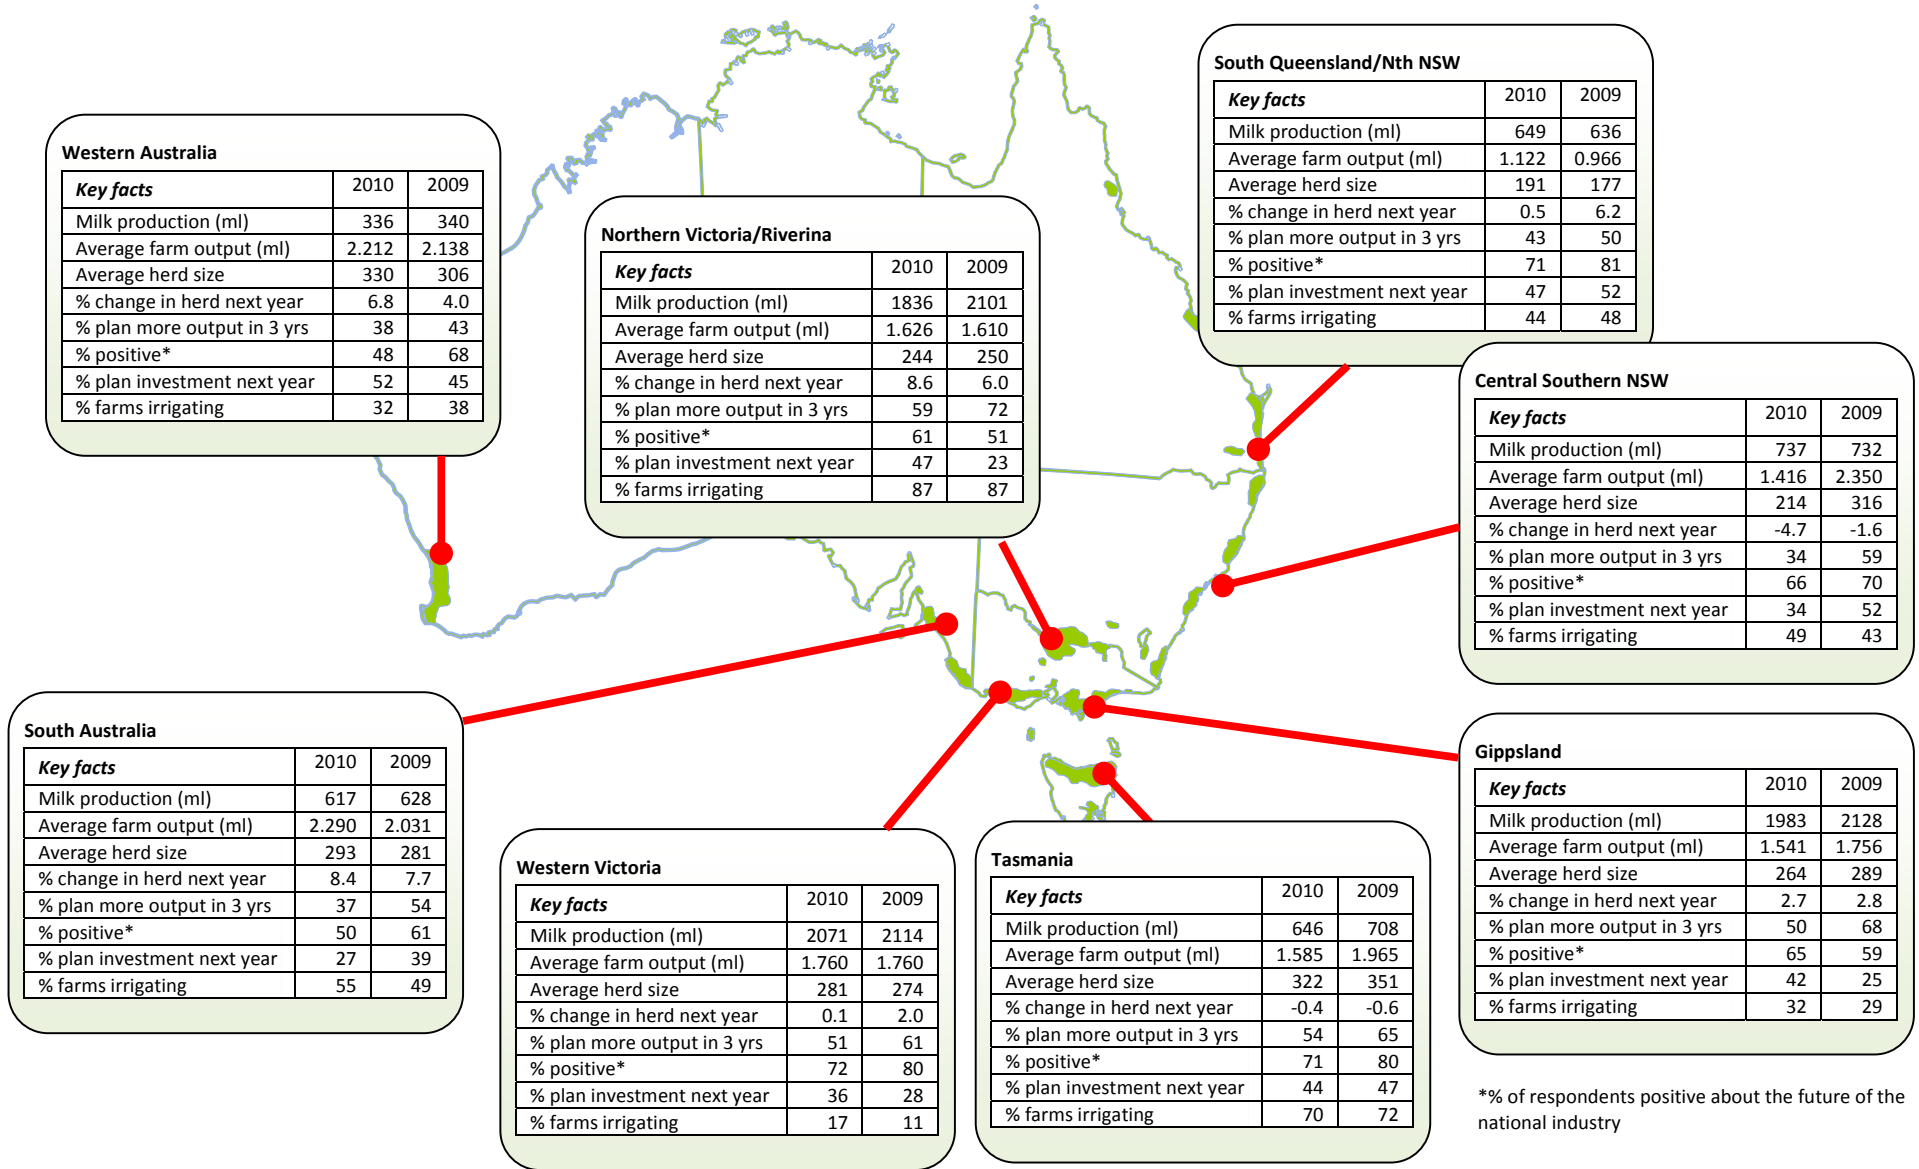 South Queensland/Nth NSW
Key facts 2010 2009
Milk production (ml) 649 636
Average farm output (ml) 1.122 0.966
Average herd size 191 177
% change in herd next year 0.5 6.2
% plan more output in 3 yrs 43 50
% positive* 71 81
% plan investment next year 47 52
% farms irrigating 44 48
Western Australia
Key facts 2010 2009
Milk production (ml) 336 340
Average farm output (ml) 2.212 2.138
Average herd size 330 306
% change in herd next year 6.8 4.0
% plan more output in 3 yrs 38 43
% positive* 48 68
% plan investment next year 52 45
% farms irrigating 32 38
Northern Victoria/Riverina
Key facts 2010 2009
Milk production (ml) 1836 2101
Average farm output (ml) 1.626 1.610
Average herd size 244 250
% change in herd next year 8.6 6.0
% plan more output in 3 yrs 59 72
% positive* 61 51
% plan investment next year 47 23
% farms irrigating 87 87
Central Southern NSW
Key facts 2010 2009
Milk production (ml) 737 732
Average farm output (ml) 1.416 2.350
Average herd size 214 316
% change in herd next year -4.7 -1.6
% plan more output in 3 yrs 34 59
% positive* 66 70
% plan investment next year 34 52
% farms irrigating 49 43
South Australia
Key facts 2010 2009
Milk production (ml) 617 628
Average farm output (ml) 2.290 2.031
Average herd size 293 281
% change in herd next year 8.4 7.7
% plan more output in 3 yrs 37 54
% positive* 50 61
% plan investment next year 27 39
% farms irrigating 55 49
Western Victoria
Key facts 2010 2009
Milk production (ml) 2071 2114
Average farm output (ml) 1.760 1.760
Average herd size 281 274
% change in herd next year 0.1 2.0
% plan more output in 3 yrs 51 61
% positive* 72 80
% plan investment next year 36 28
% farms irrigating 17 11
Tasmania
Key facts 2010 2009
Milk production (ml) 646 708
Average farm output (ml) 1.585 1.965
Average herd size 322 351
% change in herd next year -0.4 -0.6
% plan more output in 3 yrs 54 65
% positive* 71 80
% plan investment next year 44 47
% farms irrigating 70 72
Gippsland
Key facts 2010 2009
Milk production (ml) 1983 2128
Average farm output (ml) 1.541 1.756
Average herd size 264 289
% change in herd next year 2.7 2.8
% plan more output in 3 yrs 50 68
% positive* 65 59
% plan investment next year 42 25
% farms irrigating 32 29
*% of respondents positive about the future of the
national industry